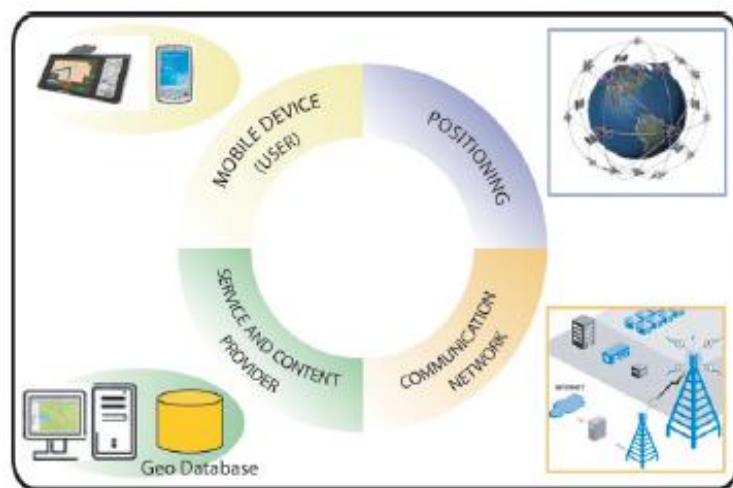 MOBILE DEVICE
(USER)
POSITIONING
SERVICE AND CONTENT
PROVIDER
COMMUNICATION
NETWORK
INTERNET
Geo Database